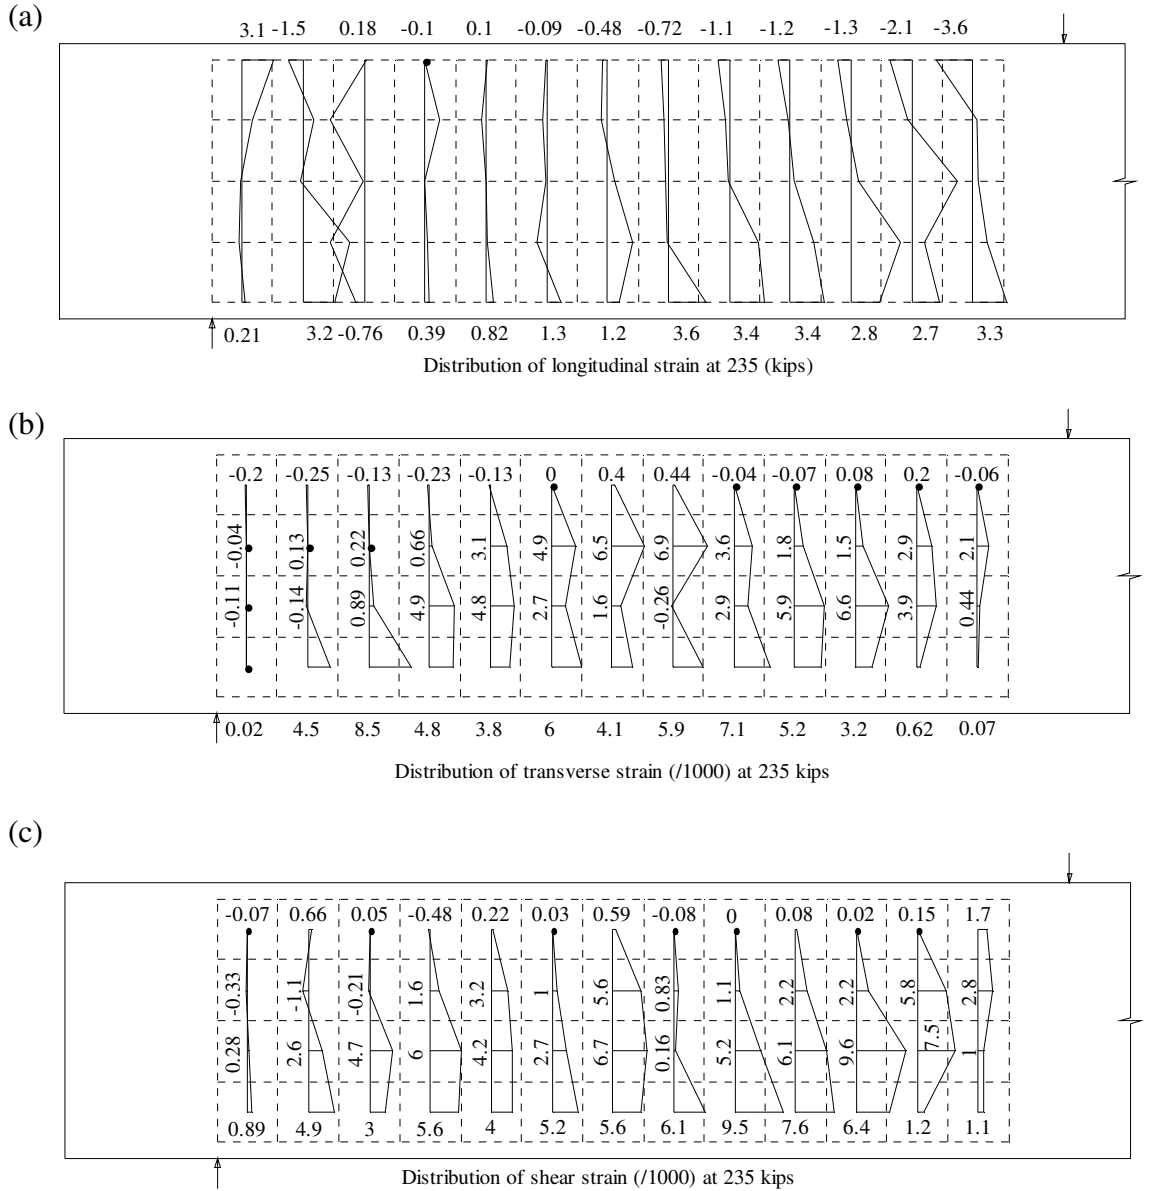 (a)
3.1 -1.5 0.18 -0.1 0.1 -0.09 -0.48 -0.72 -1.1 -1.2 -1.3 -2.1 -3.6
0.21 3.2 -0.76 0.39 0.82 1.3 1.2 3.6 3.4 3.4 2.8 2.7 3.3
Distribution of longitudinal strain at 235 (kips)
(b)
-0.2 -0.25 -0.13 -0.23 -0.13 0 0.4 0.44 -0.04 -0.07 0.08 0.2 -0.06
-0.04 0.13 0.22 0.66 3.1 4.9 6.5 6.9 3.6 1.8 1.5 2.9 2.1
-0.11 -0.14 0.89 4.9 4.8 2.7 1.6 -0.26 2.9 5.9 6.6 3.9 0.44
0.02 4.5 8.5 4.8 3.8 6 4.1 5.9 7.1 5.2 3.2 0.62 0.07
Distribution of transverse strain (/1000) at 235 kips
(c)
-0.07 0.66 0.05 -0.48 0.22 0.03 0.59 -0.08 0 0.08 0.02 0.15 1.7
-0.33 -1.1 -0.21 1.6 3.2 1 5.6 0.83 1.1 2.2 2.2 5.8 2.8
0.28 2.6 4.7 6 4.2 2.7 6.7 0.16 5.2 6.1 9.6 7.5 1
0.89 4.9 3 5.6 4 5.2 5.6 6.1 9.5 7.6 6.4 1.2 1.1
Distribution of shear strain (/1000) at 235 kips